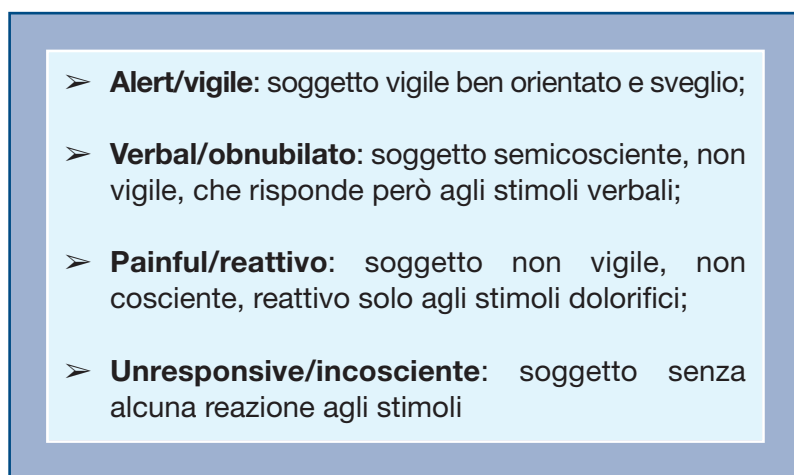 ➢ Alert/vigile: soggetto vigile ben orientato e sveglio;
➢ Verbal/obnubilato: soggetto semicosciente, non
vigile, che risponde però agli stimoli verbali;
➢ Painful/reattivo: soggetto non vigile, non
cosciente, reattivo solo agli stimoli dolorifici;
➢ Unresponsive/incosciente: soggetto senza
alcuna reazione agli stimoli